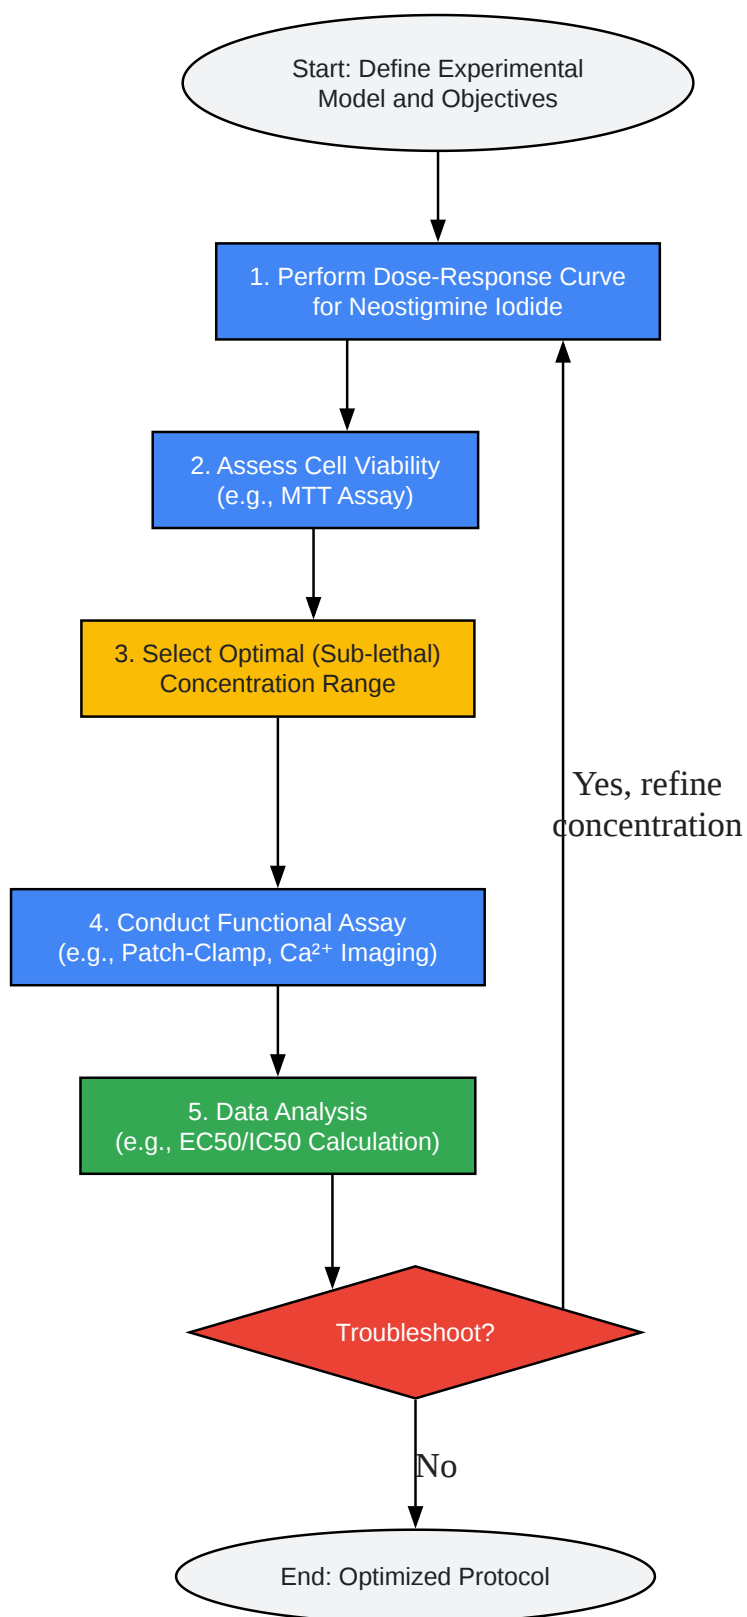 Start: Define Experimental
Model and Objectives
1. Perform Dose-Response Curve
for Neostigmine Iodide
2. Assess Cell Viability
(e.g., MTT Assay)
3. Select Optimal (Sub-lethal)
Concentration Range
Yes, refine
concentration
4. Conduct Functional Assay
(e.g., Patch-Clamp, Ca²⁺ Imaging)
5. Data Analysis
(e.g., EC50/IC50 Calculation)
Troubleshoot?
No
End: Optimized Protocol